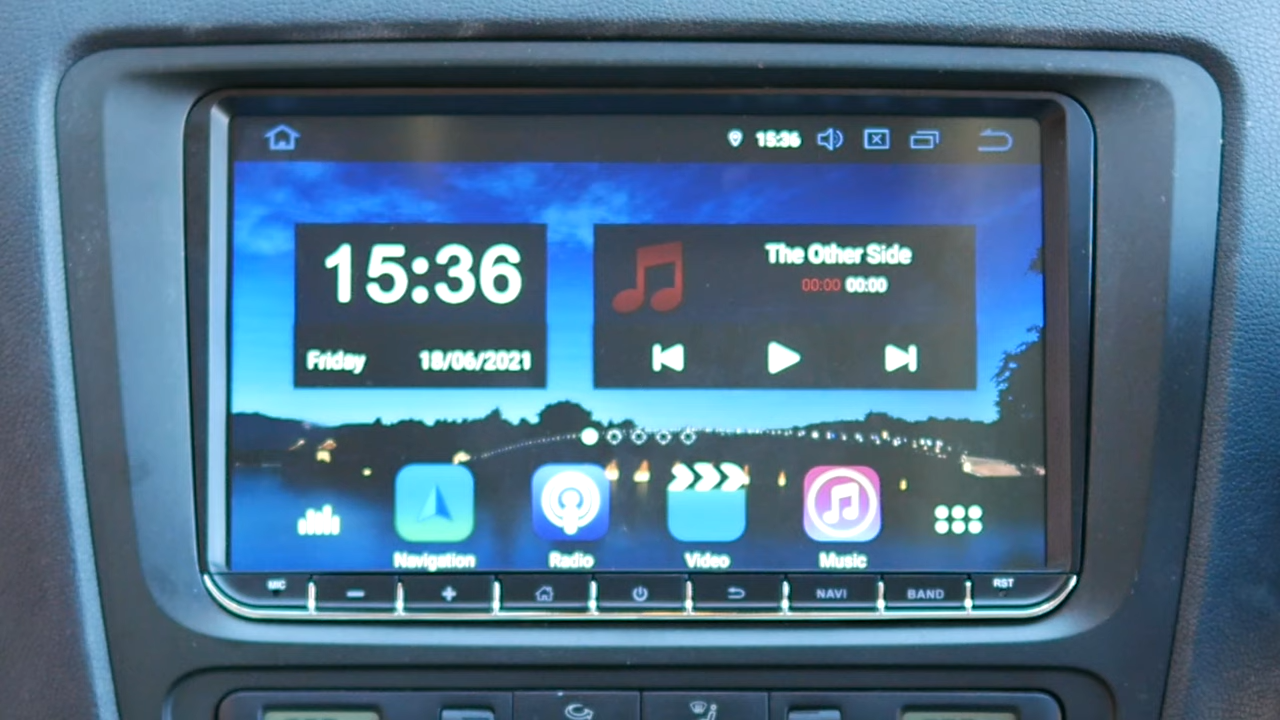 15:36
15:36
The Other Side
00:00 00:00
Friday 18/06/2021
Navigation Radio Video Music
MIC NAVI BAND RST